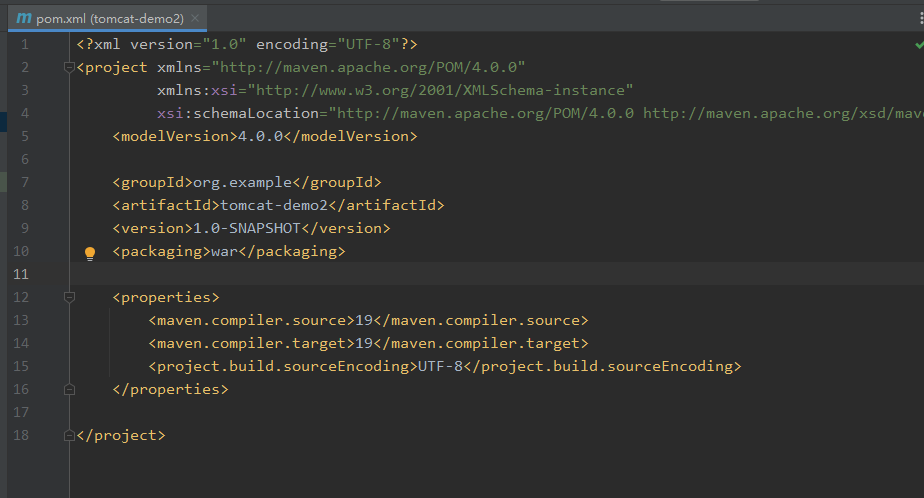 pom.xml (tomcat-demo2)
1 <?xml version="1.0" encoding="UTF-8"?>
2 <project xmlns="http://maven.apache.org/POM/4.0.0"
3 xmlns:xsi="http://www.w3.org/2001/XMLSchema-instance"
4 xsi:schemaLocation="http://maven.apache.org/POM/4.0.0 http://maven.apache.org/xsd/mav
5 <modelVersion>4.0.0</modelVersion>
6
7 <groupId>org.example</groupId>
8 <artifactId>tomcat-demo2</artifactId>
9 <version>1.0-SNAPSHOT</version>
10 <packaging>war</packaging>
11
12 <properties>
13 <maven.compiler.source>19</maven.compiler.source>
14 <maven.compiler.target>19</maven.compiler.target>
15 <project.build.sourceEncoding>UTF-8</project.build.sourceEncoding>
16 </properties>
17
18 </project>